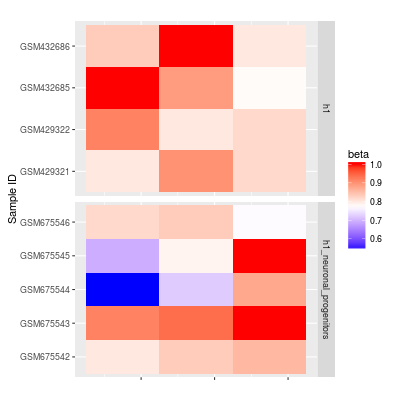 GSM432686
GSM432685
GSM429322
GSM429321
h1
GSM675546
GSM675545
GSM675544
GSM675543
GSM675542
h1_neuronal_progenitors
Sample ID
beta
1.0
0.9
0.8
0.7
0.6